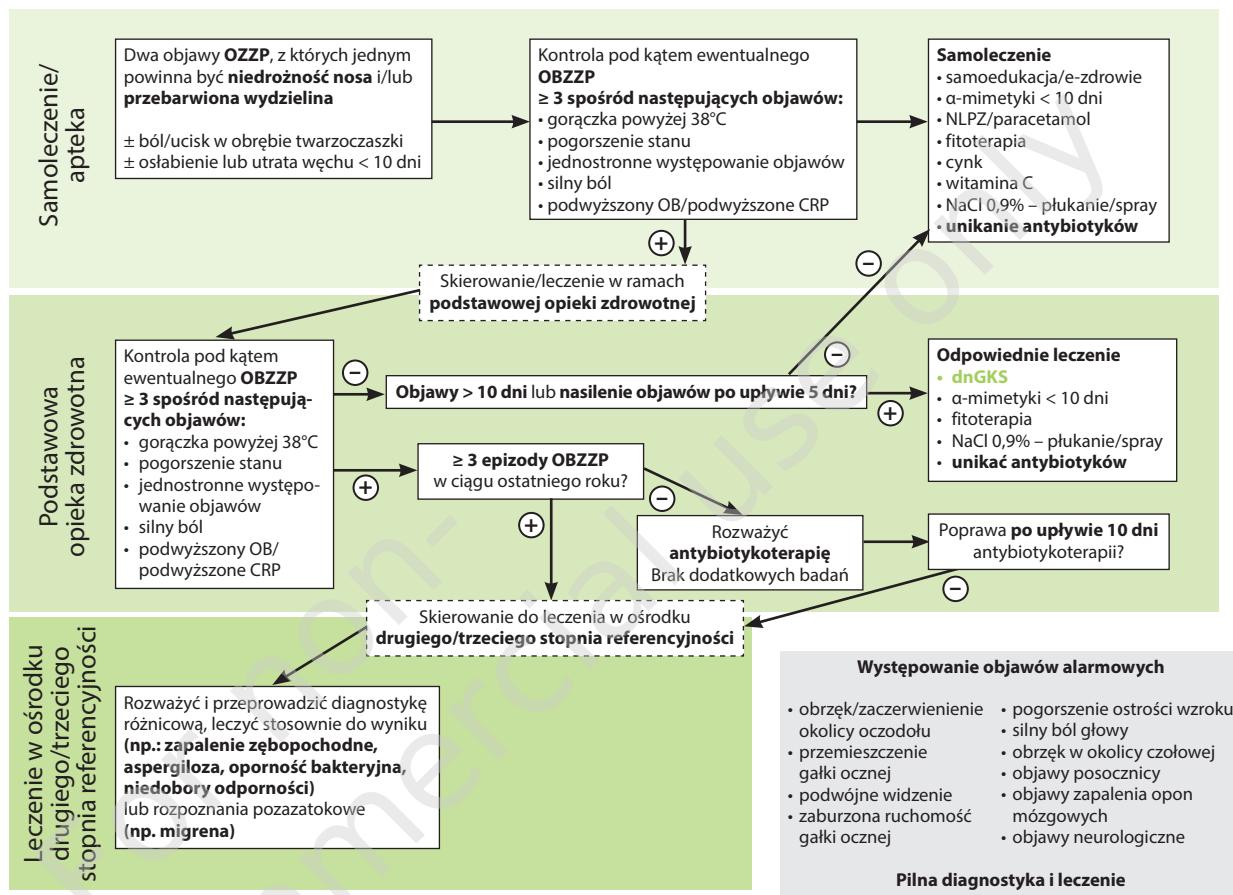 Samoleczenie/
apteka
Dwa objawy OZZP, z których jednym
powinna być niedrożność nosa i/lub
przebarwiona wydzielina
± ból/ucisk w obrębie twarzoczaszki
± osłabienie lub utrata węchu < 10 dni
Kontrola pod kątem ewentualnego
OBZZP
≥ 3 spośród następujących objawów:
• gorączka powyżej 38°C
• pogorszenie stanu
• jednostronne występowanie objawów
• silny ból
• podwyższony OB/podwyższone CRP
Samoleczenie
• samoedukacja/e-zdrowie
• α-mimetyki < 10 dni
• NLPZ/paracetamol
• fitoterapia
• cynk
• witamina C
• NaCl 0,9% – płukanie/spray
• unikanie antybiotyków
+
−
Skierowanie/leczenie w ramach
podstawowej opieki zdrowotnej
Podstawowa
opieka zdrowotna
Kontrola pod kątem
ewentualnego OBZZP
≥ 3 spośród następują-
cych objawów:
• gorączka powyżej 38°C
• pogorszenie stanu
• jednostronne występo-
wanie objawów
• silny ból
• podwyższony OB/
podwyższone CRP
−
Objawy > 10 dni lub nasilenie objawów po upływie 5 dni?
−
+
Odpowiednie leczenie
• dnGKS
• α-mimetyki < 10 dni
• fitoterapia
• NaCl 0,9% – płukanie/spray
• unikać antybiotyków
+
≥ 3 epizody OBZZP
w ciągu ostatniego roku?
−
+
Rozważyć
antybiotykoterapię
Brak dodatkowych badań
Poprawa po upływie 10 dni
antybiotykoterapii?
−
Skierowanie do leczenia w ośrodku
drugiego/trzeciego stopnia referencyjności
Leczenie w ośrodku
drugiego/trzeciego
stopnia referencyjności
Rozważyć i przeprowadzić diagnostykę
różnicową, leczyć stosownie do wyniku
(np.: zapalenie zębopochodne,
aspergiloza, oporność bakteryjna,
niedobory odporności)
lub rozpoznania pozazatokowe
(np. migrena)
Występowanie objawów alarmowych
• obrzęk/zaczerwienienie
okolicy oczodołu
• przemieszczenie
gałki ocznej
• podwójne widzenie
• zaburzona ruchomość
gałki ocznej
• pogorszenie ostrości wzroku
• silny ból głowy
• obrzęk w okolicy czołowej
• objawy posocznicy
• objawy zapalenia opon
mózgowych
• objawy neurologiczne
Pilna diagnostyka i leczenie
For non-
commercial use only